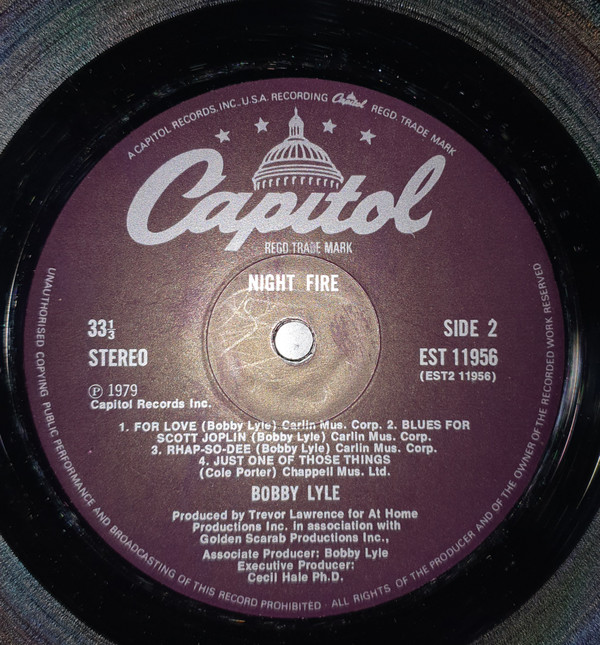 A CAPITOL RECORDS, INC., U.S.A. RECORDING Capitol REGD TRADE MARK
Capitol
REGD TRADE MARK
NIGHT FIRE
33⅓
STEREO
SIDE 2
EST 11956
(EST2 11956)
Ⓟ 1979
Capitol Records Inc.
1. FOR LOVE (Bobby Lyle) Carlin Mus. Corp. 2. BLUES FOR
SCOTT JOPLIN (Bobby Lyle) Carlin Mus. Corp.
3. RHAP-SO-DEE (Bobby Lyle) Carlin Mus. Corp.
4. JUST ONE OF THOSE THINGS
(Cole Porter) Chappell Mus. Ltd.
BOBBY LYLE
Produced by Trevor Lawrence for At Home
Productions Inc. in association with
Golden Scarab Productions Inc.,
Associate Producer: Bobby Lyle
Executive Producer:
Cecil Hale Ph.D.
UNAUTHORISED COPYING PUBLIC PERFORMANCE AND BROADCASTING OF THIS RECORD PROHIBITED · ALL RIGHTS OF THE PRODUCER AND OF THE OWNER OF THE RECORDED WORK RESERVED